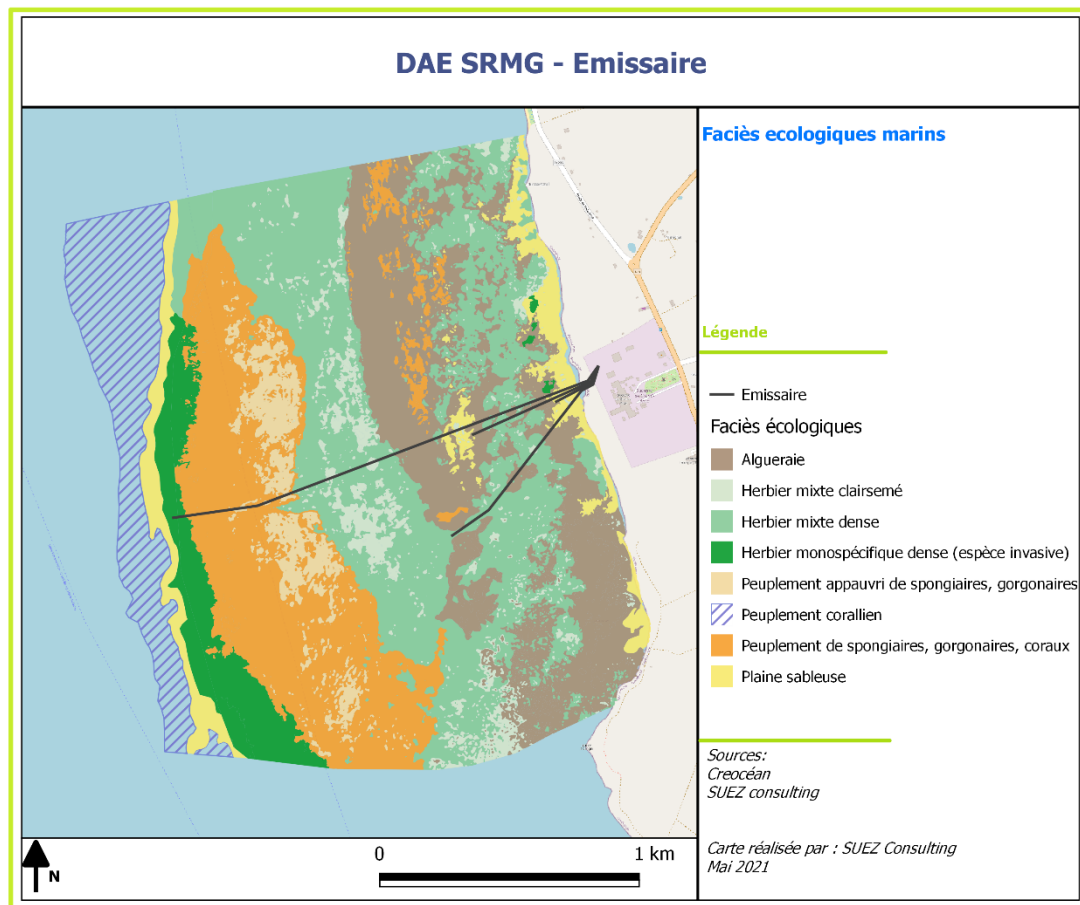 DAE SRMG - Emissaire
Faciès ecologiques marins
Légende
Emissaire
Faciès écologiques
Algueraie
Herbier mixte clairsemé
Herbier mixte dense
Herbier monospécifique dense (espèce invasive)
Peuplement appauvri de spongiaires, gorgonaires
Peuplement corallien
Peuplement de spongiaires, gorgonaires, coraux
Plaine sableuse
Sources:
Creocéan
SUEZ consulting
Carte réalisée par : SUEZ Consulting
Mai 2021
N
0
1 km